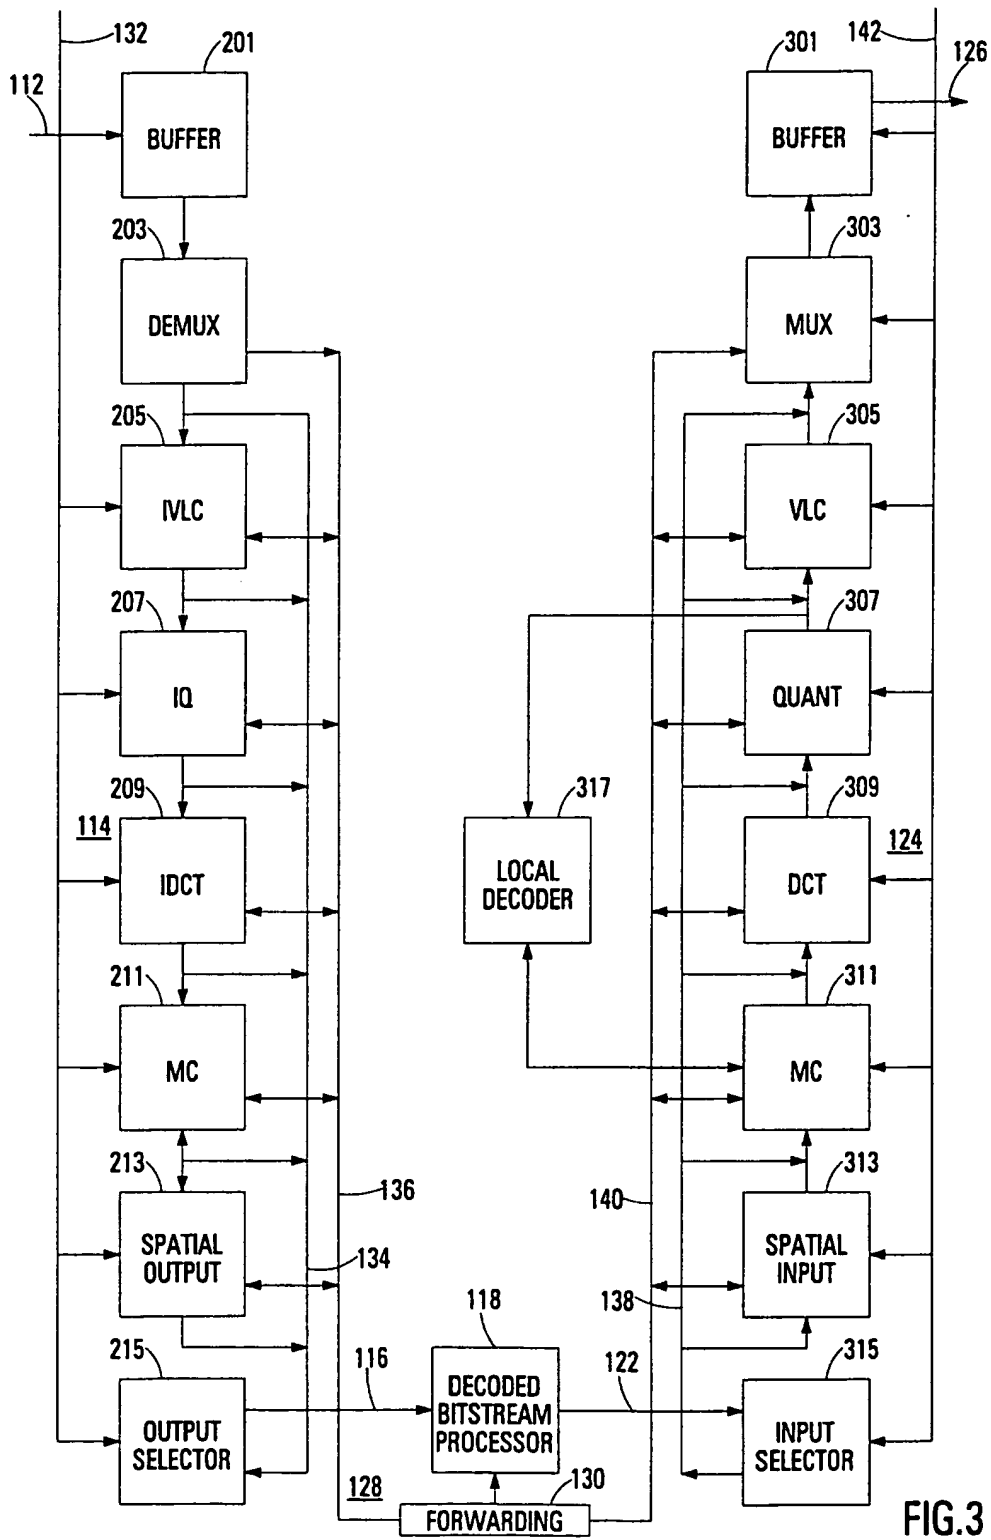 132
201
301
142
126
112
BUFFER
BUFFER
203
303
DEMUX
MUX
205
305
IVLC
VLC
207
307
IQ
QUANT
209
317
309
114
124
IDCT
LOCAL
DECODER
DCT
211
311
MC
MC
213
136
140
313
SPATIAL
OUTPUT
134
SPATIAL
INPUT
118
138
215
116
122
315
OUTPUT
SELECTOR
DECODED
BITSTREAM
PROCESSOR
INPUT
SELECTOR
128
130
FORWARDING
FIG.3